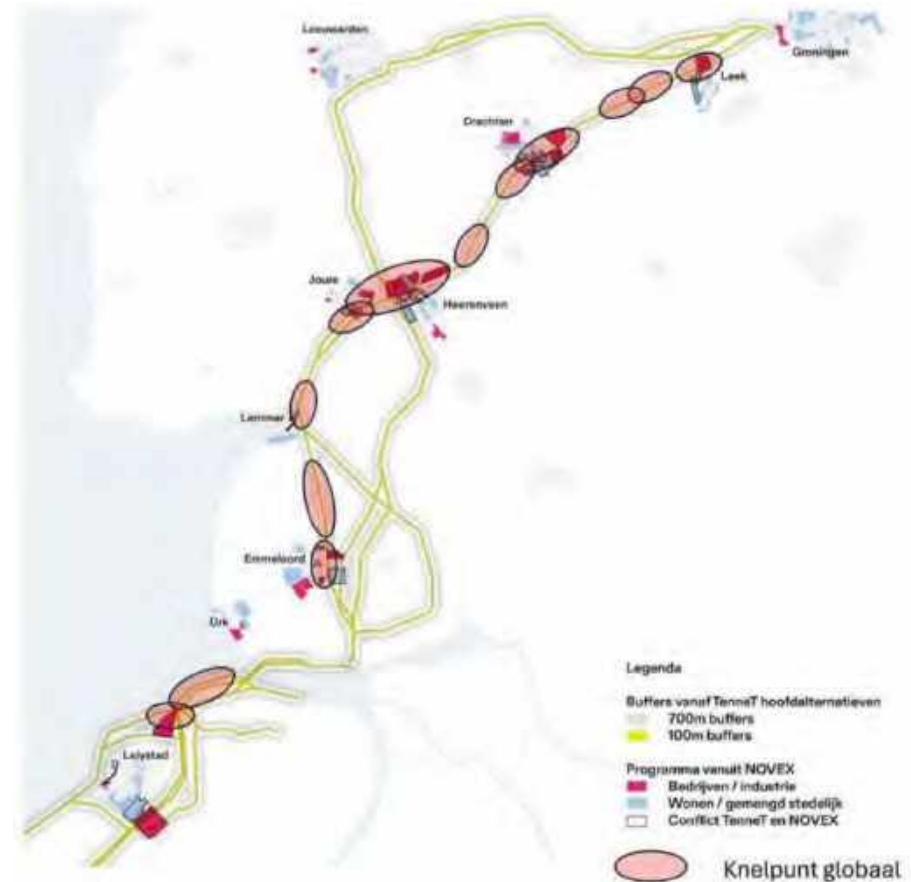 Leeuwarden
Groningen
Leek
Drachten
Joure
Heerenveen
Lemmer
Emmeloord
Urk
Lelystad
Legenda
Buffers vanaf TenneT hoofdalternatieven
700m buffers
100m buffers
Programma vanuit NOVEX
Bedrijven / industrie
Wonen / gemengd stedelijk
Conflict TenneT en NOVEX
Knelpunt globaal